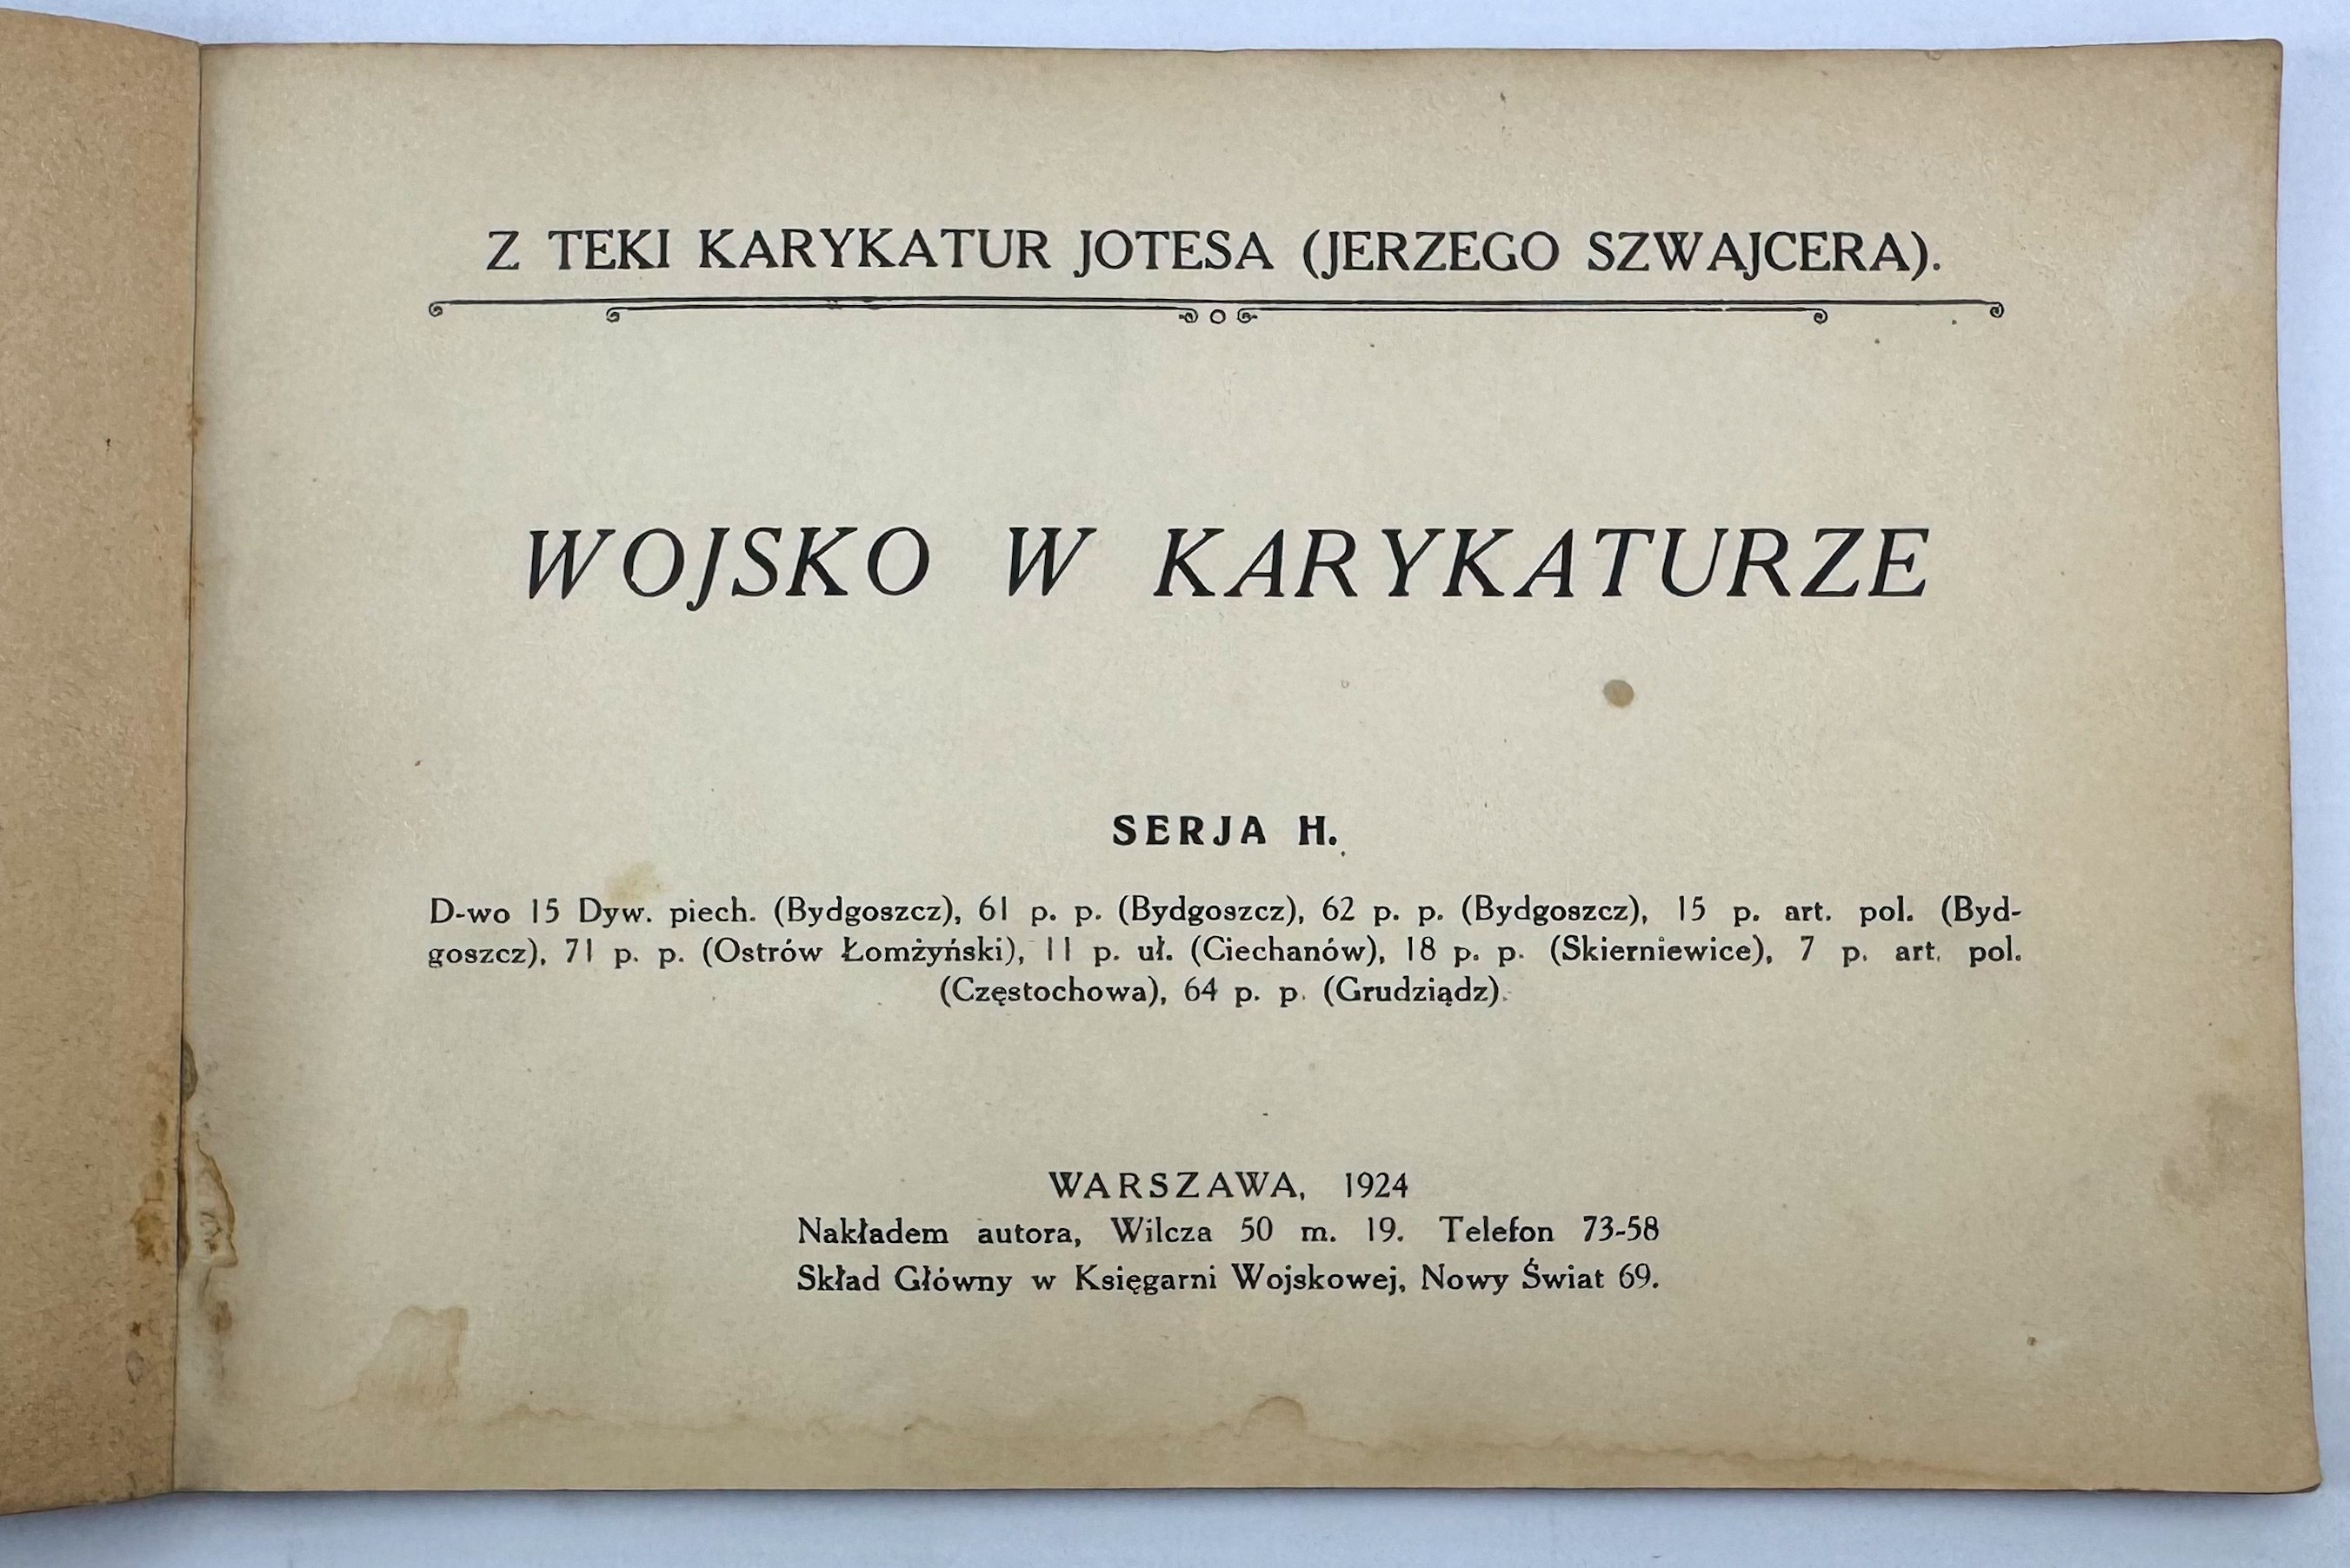 Z TEKI KARYKATUR JOTESA (JERZEGO SZWAJCERA).
WOJSKO W KARYKATURZE
SERJA H.
D-wo 15 Dyw. piech. (Bydgoszcz), 61 p. p. (Bydgoszcz), 62 p. p. (Bydgoszcz), 15 p. art. pol. (Byd-
goszcz), 71 p. p. (Ostrów Łomżyński), 11 p. uł. (Ciechanów), 18 p. p. (Skierniewice), 7 p. art. pol.
(Częstochowa), 64 p. p. (Grudziądz).
WARSZAWA, 1924
Nakładem autora, Wilcza 50 m. 19. Telefon 73-58
Skład Główny w Księgarni Wojskowej, Nowy Świat 69.